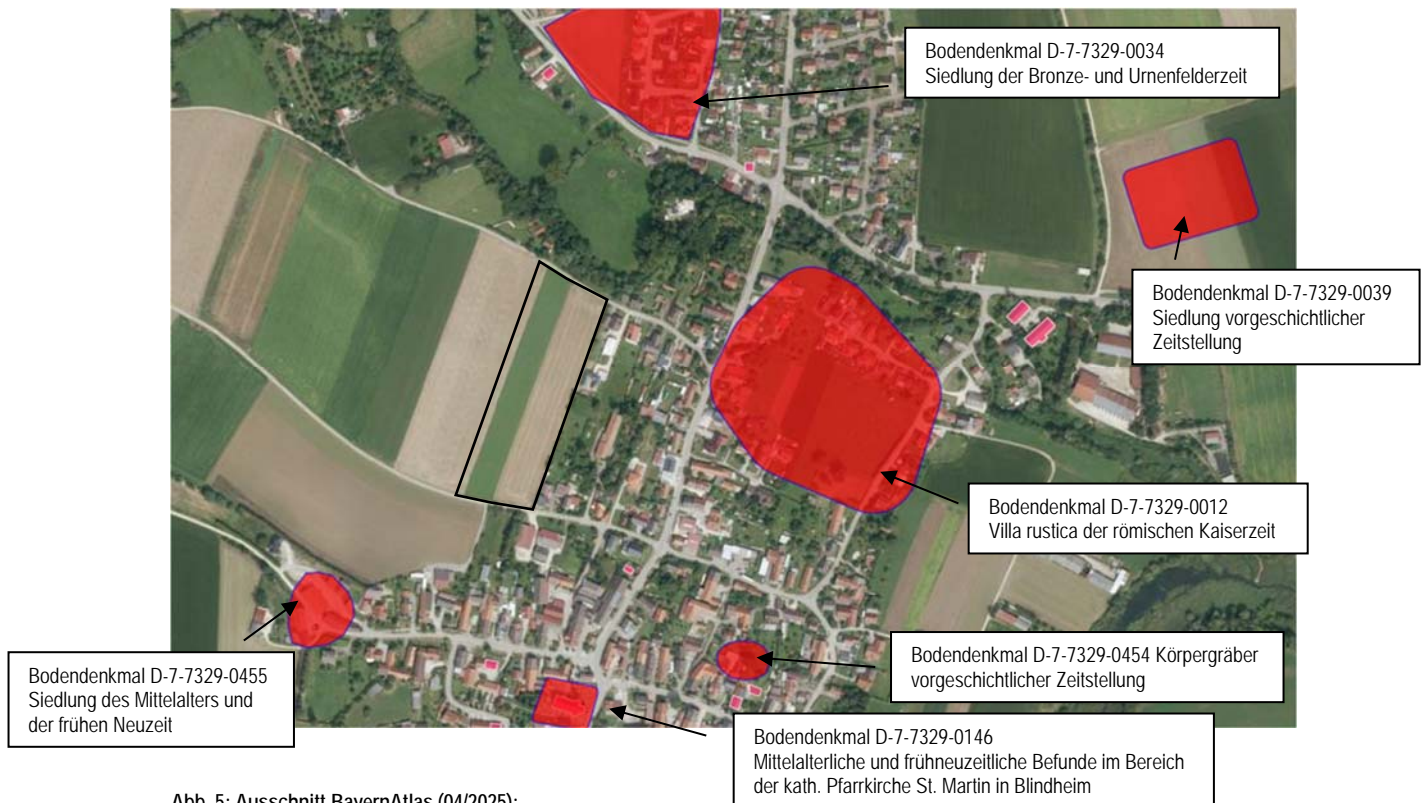 Bodendenkmal D-7-7329-0034
Siedlung der Bronze- und Urnenfelderzeit
Bodendenkmal D-7-7329-0039
Siedlung vorgeschichtlicher
Zeitstellung
Bodendenkmal D-7-7329-0012
Villa rustica der römischen Kaiserzeit
Bodendenkmal D-7-7329-0454 Körpergräber
vorgeschichtlicher Zeitstellung
Bodendenkmal D-7-7329-0455
Siedlung des Mittelalters und
der frühen Neuzeit
Bodendenkmal D-7-7329-0146
Mittelalterliche und frühneuzeitliche Befunde im Bereich
der kath. Pfarrkirche St. Martin in Blindheim
Abb. 5: Ausschnitt BayernAtlas (04/2025):